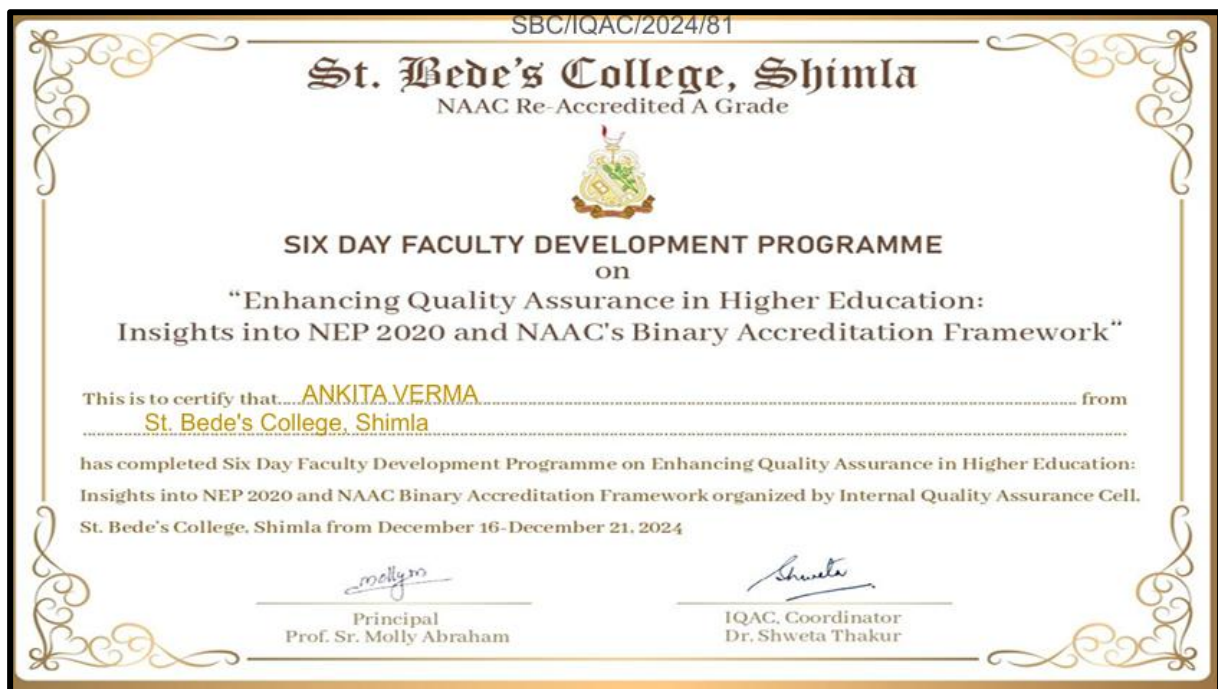 SBC/IQAC/2024/81
St. Bede's College, Shimla
NAAC Re-Accredited A Grade
B
SIX DAY FACULTY DEVELOPMENT PROGRAMME
on
“Enhancing Quality Assurance in Higher Education:
Insights into NEP 2020 and NAAC's Binary Accreditation Framework“
This is to certify that ANKITA VERMA from
St. Bede's College, Shimla
has completed Six Day Faculty Development Programme on Enhancing Quality Assurance in Higher Education:
Insights into NEP 2020 and NAAC Binary Accreditation Framework organized by Internal Quality Assurance Cell,
St. Bede's College, Shimla from December 16-December 21, 2024
mollym Shweta
Principal IQAC, Coordinator
Prof. Sr. Molly Abraham Dr. Shweta Thakur